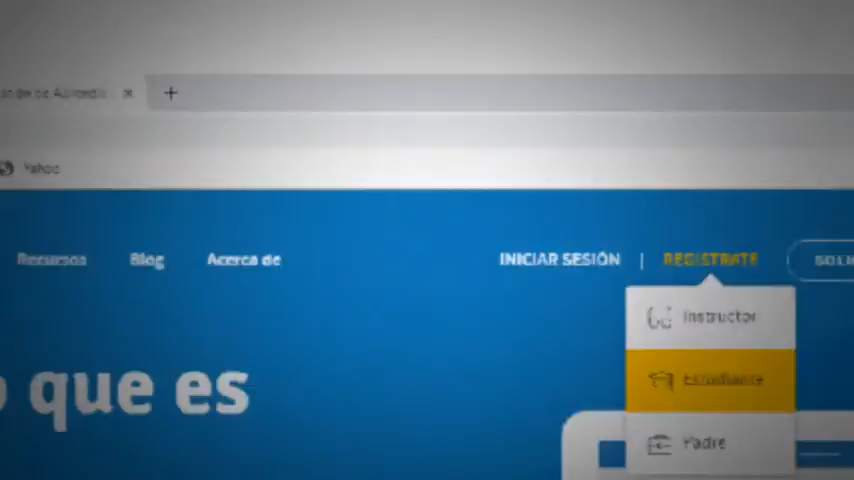 Yahoo
Recursos Blog Acerca de INICIAR SESIÓN | REGÍSTRATE
Instructor
Estudiante
que es
Padre